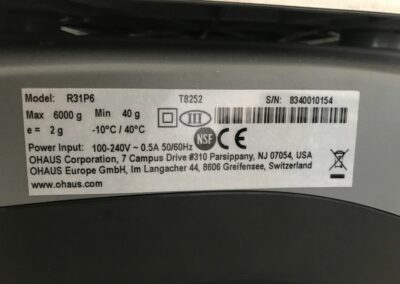 Model: R31P6 T8252 S/N: 8340010154
Max 6000 g Min 40 g
e = 2 g -10°C / 40°C III
Power Input: 100-240V ~ 0.5A 50/60Hz NSF CE
OHAUS Corporation, 7 Campus Drive #310 Parsippany, NJ 07054, USA
OHAUS Europe GmbH, Im Langacher 44, 8606 Greifensee, Switzerland
www.ohaus.com